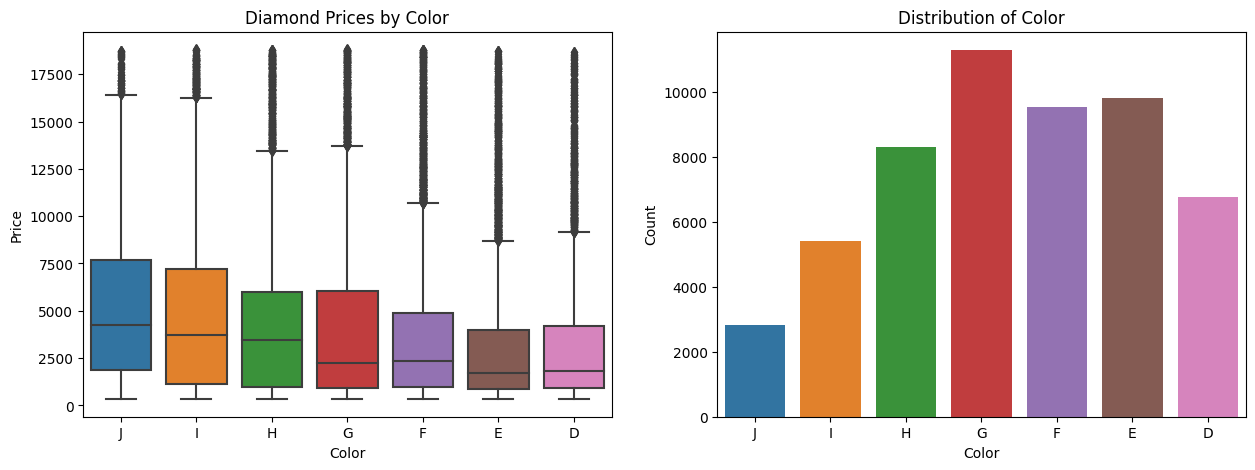 Diamond Prices by Color
17500
15000
12500
10000
7500
5000
2500
0
Price
J I H G F E D
Color
Distribution of Color
10000
8000
6000
4000
2000
0
Count
J I H G F E D
Color